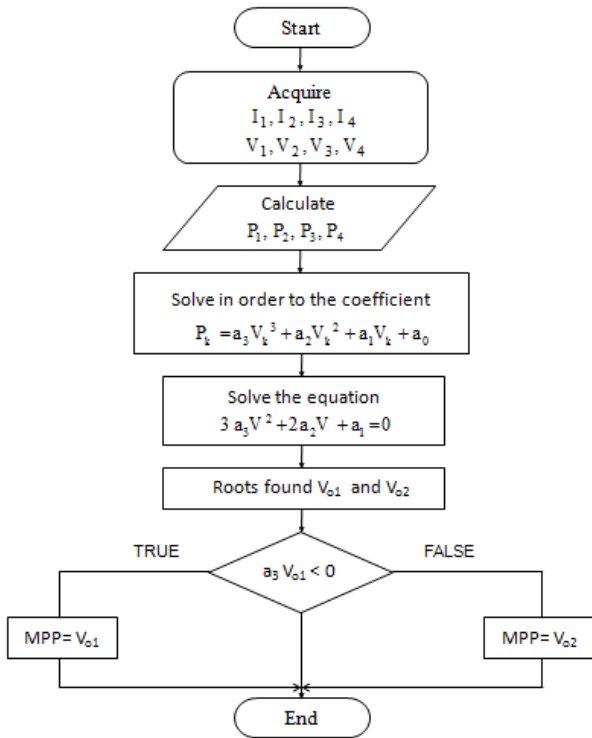 Start
Acquire
I₁, I₂, I₃, I₄
V₁, V₂, V₃, V₄
Calculate
P₁, P₂, P₃, P₄
Solve in order to the coefficient
Pₖ = a₃Vₖ³ + a₂Vₖ² + a₁Vₖ + a₀
Solve the equation
3 a₃V² + 2a₂V + a₁ = 0
Roots found Vₒ₁ and Vₒ₂
TRUE
FALSE
a₃ Vₒ₁ < 0
MPP= Vₒ₁
MPP= Vₒ₂
End